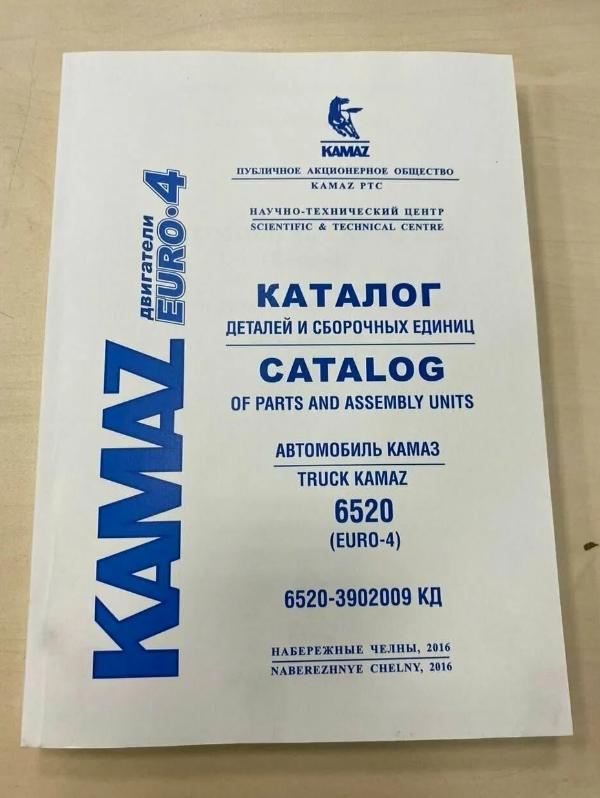 KAMAZ
двигатели
EURO·4
KAMAZ
ПУБЛИЧНОЕ АКЦИОНЕРНОЕ ОБЩЕСТВО
KAMAZ PTC
НАУЧНО-ТЕХНИЧЕСКИЙ ЦЕНТР
SCIENTIFIC & TECHNICAL CENTRE
КАТАЛОГ
ДЕТАЛЕЙ И СБОРОЧНЫХ ЕДИНИЦ
CATALOG
OF PARTS AND ASSEMBLY UNITS
АВТОМОБИЛЬ КАМАЗ
TRUCK KAMAZ
6520
(EURO-4)
6520-3902009 КД
НАБЕРЕЖНЫЕ ЧЕЛНЫ, 2016
NABEREZHNYE CHELNY, 2016